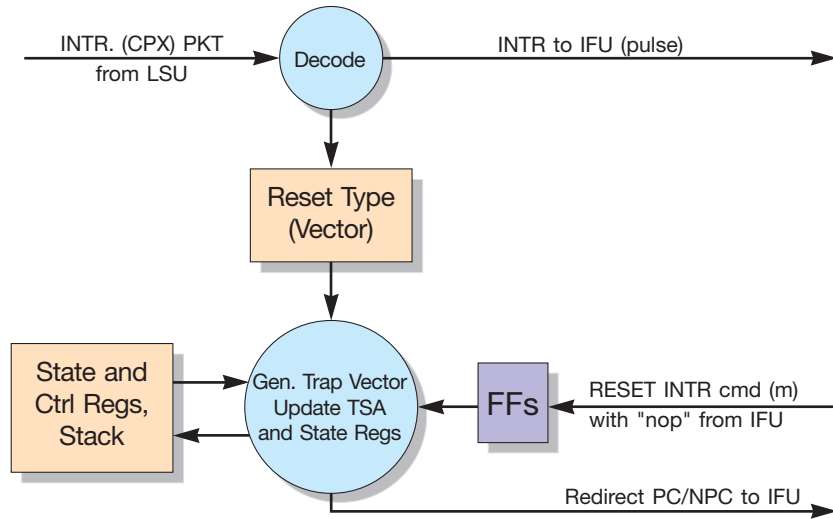 INTR. (CPX) PKT
from LSU
Decode
INTR to IFU (pulse)
Reset Type
(Vector)
State and
Ctrl Regs,
Stack
Gen. Trap Vector
Update TSA
and State Regs
FFs
RESET INTR cmd (m)
with "nop" from IFU
Redirect PC/NPC to IFU